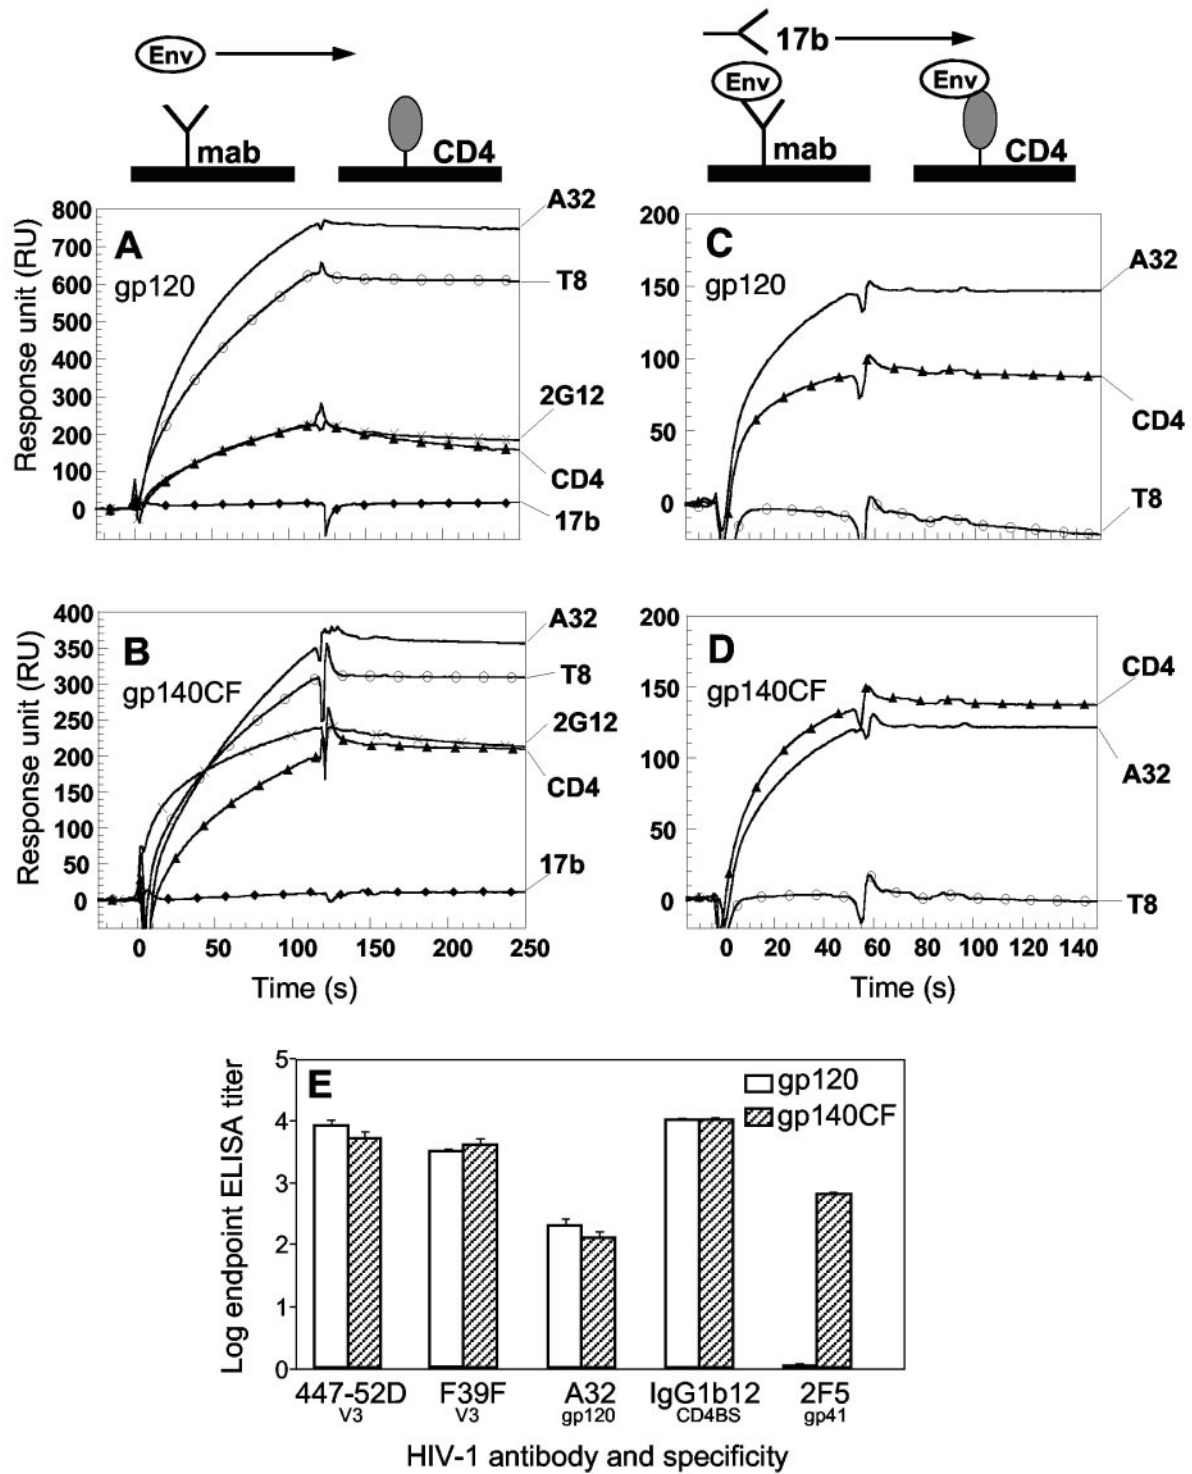 Env
mab
CD4
17b
Env
Env
mab
CD4
Response unit (RU)
800
700
600
500
400
300
200
100
0
A
gp120
A32
T8
2G12
CD4
17b
200
150
100
50
0
C
gp120
A32
CD4
T8
Response unit (RU)
400
350
300
250
200
150
100
50
0
B
gp140CF
A32
T8
2G12
CD4
17b
0 50 100 150 200 250
Time (s)
200
150
100
50
0
D
gp140CF
CD4
A32
T8
0 20 40 60 80 100 120 140
Time (s)
Log endpoint ELISA titer
5
4
3
2
1
0
E
gp120
gp140CF
447-52D F39F A32 IgG1b12 2F5
V3 V3 gp120 CD4BS gp41
HIV-1 antibody and specificity